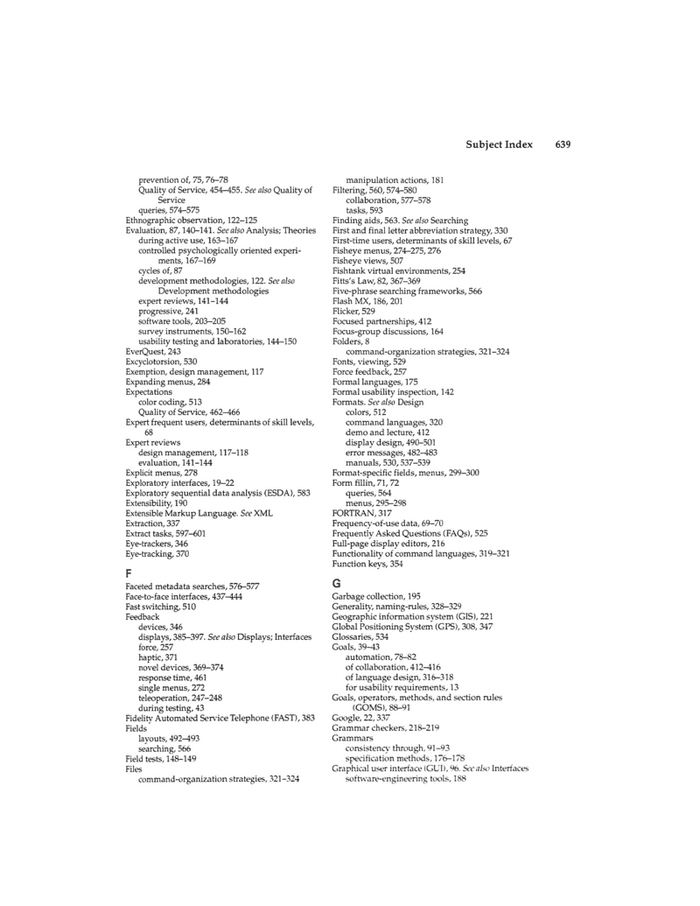 Subject Index 639
prevention of, 75, 76–78
Quality of Service, 454–455. See also Quality of
Service
queries, 574–575
Ethnographic observation, 122–125
Evaluation, 87, 140–141. See also Analysis; Theories
during active use, 163–167
controlled psychologically oriented experi-
ments, 167–169
cycles of, 87
development methodologies, 122. See also
Development methodologies
expert reviews, 141–144
progressive, 241
software tools, 203–205
survey instruments, 150–162
usability testing and laboratories, 144–150
EverQuest, 243
Excyclotorsion, 530
Exemption, design management, 117
Expanding menus, 284
Expectations
color coding, 513
Quality of Service, 462–466
Expert frequent users, determinants of skill levels,
68
Expert reviews
design management, 117–118
evaluation, 141–144
Explicit menus, 278
Exploratory interfaces, 19–22
Exploratory sequential data analysis (ESDA), 583
Extensibility, 190
Extensible Markup Language. See XML
Extraction, 337
Extract tasks, 597–601
Eye-trackers, 346
Eye-tracking, 370
F
Faceted metadata searches, 576–577
Face-to-face interfaces, 437–444
Fast switching, 510
Feedback
devices, 346
displays, 385–397. See also Displays; Interfaces
force, 257
haptic, 371
novel devices, 369–374
response time, 461
single menus, 272
teleoperation, 247–248
during testing, 43
Fidelity Automated Service Telephone (FAST), 383
Fields
layouts, 492–493
searching, 566
Field tests, 148–149
Files
command-organization strategies, 321–324
manipulation actions, 181
Filtering, 560, 574–580
collaboration, 577–578
tasks, 593
Finding aids, 563. See also Searching
First and final letter abbreviation strategy, 330
First-time users, determinants of skill levels, 67
Fisheye menus, 274–275, 276
Fisheye views, 507
Fishtank virtual environments, 254
Fitts's Law, 82, 367–369
Five-phrase searching frameworks, 566
Flash MX, 186, 201
Flicker, 529
Focused partnerships, 412
Focus-group discussions, 164
Folders, 8
command-organization strategies, 321–324
Fonts, viewing, 529
Force feedback, 257
Formal languages, 175
Formal usability inspection, 142
Formats. See also Design
colors, 512
command languages, 320
demo and lecture, 412
display design, 490–501
error messages, 482–483
manuals, 530, 537–539
Format-specific fields, menus, 299–300
Form fillin, 71, 72
queries, 564
menus, 295–298
FORTRAN, 317
Frequency-of-use data, 69–70
Frequently Asked Questions (FAQs), 525
Full-page display editors, 216
Functionality of command languages, 319–321
Function keys, 354
G
Garbage collection, 195
Generality, naming-rules, 328–329
Geographic information system (GIS), 221
Global Positioning System (GPS), 308, 347
Glossaries, 534
Goals, 39–43
automation, 78–82
of collaboration, 412–416
of language design, 316–318
for usability requirements, 13
Goals, operators, methods, and section rules
(GOMS), 88–91
Google, 22, 337
Grammar checkers, 218–219
Grammars
consistency through, 91–93
specification methods, 176–178
Graphical user interface (GUI), 96. See also Interfaces
software-engineering tools, 188